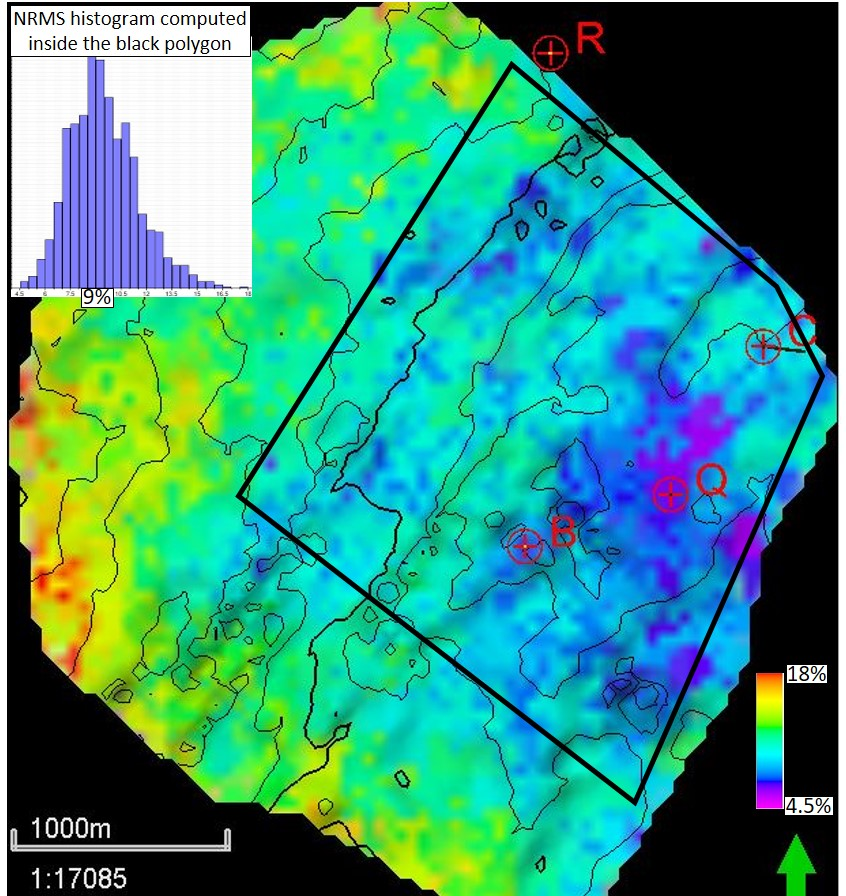 NRMS histogram computed
inside the black polygon
R
4.5 6 7.5 9% 10.5 12 13.5 15 16.5 18
C
Q
B
18%
4.5%
1000m
1:17085